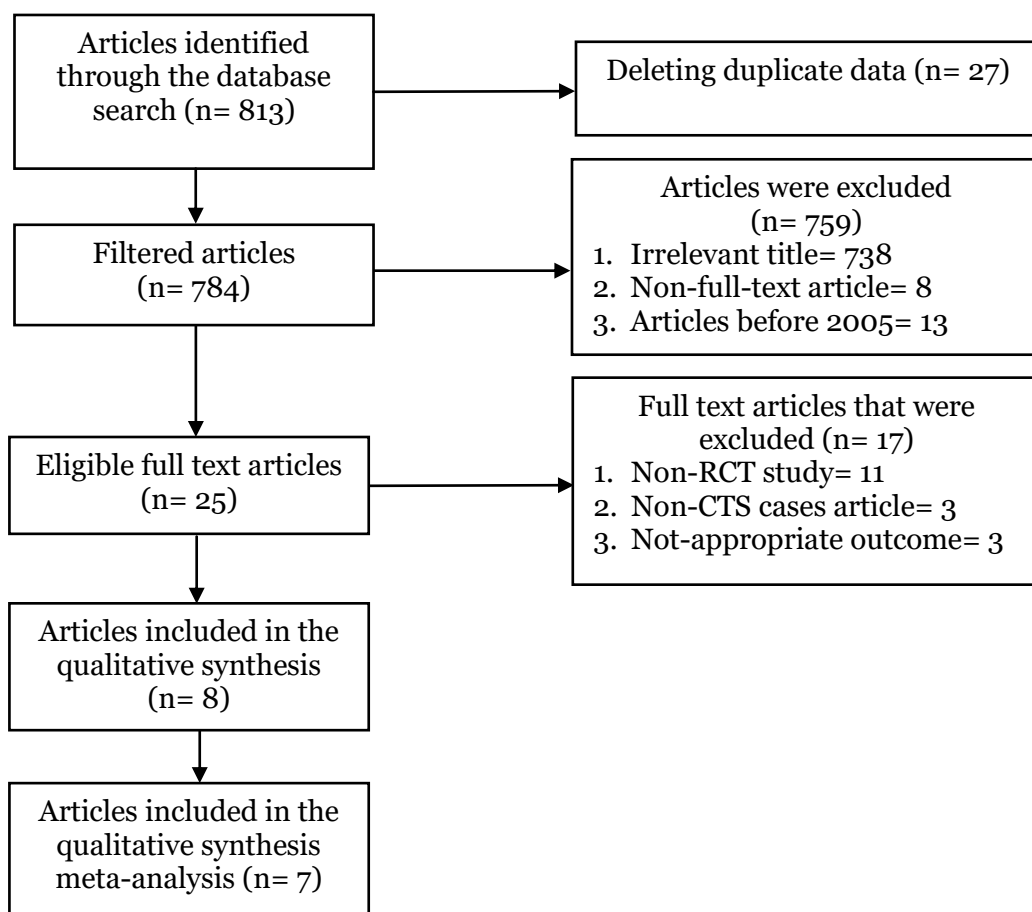 Articles identified
through the database
search (n= 813)
Deleting duplicate data (n= 27)
Filtered articles
(n= 784)
Articles were excluded
(n= 759)
1. Irrelevant title= 738
2. Non-full-text article= 8
3. Articles before 2005= 13
Eligible full text articles
(n= 25)
Full text articles that were
excluded (n= 17)
1. Non-RCT study= 11
2. Non-CTS cases article= 3
3. Not-appropriate outcome= 3
Articles included in the
qualitative synthesis
(n= 8)
Articles included in the
qualitative synthesis
meta-analysis (n= 7)